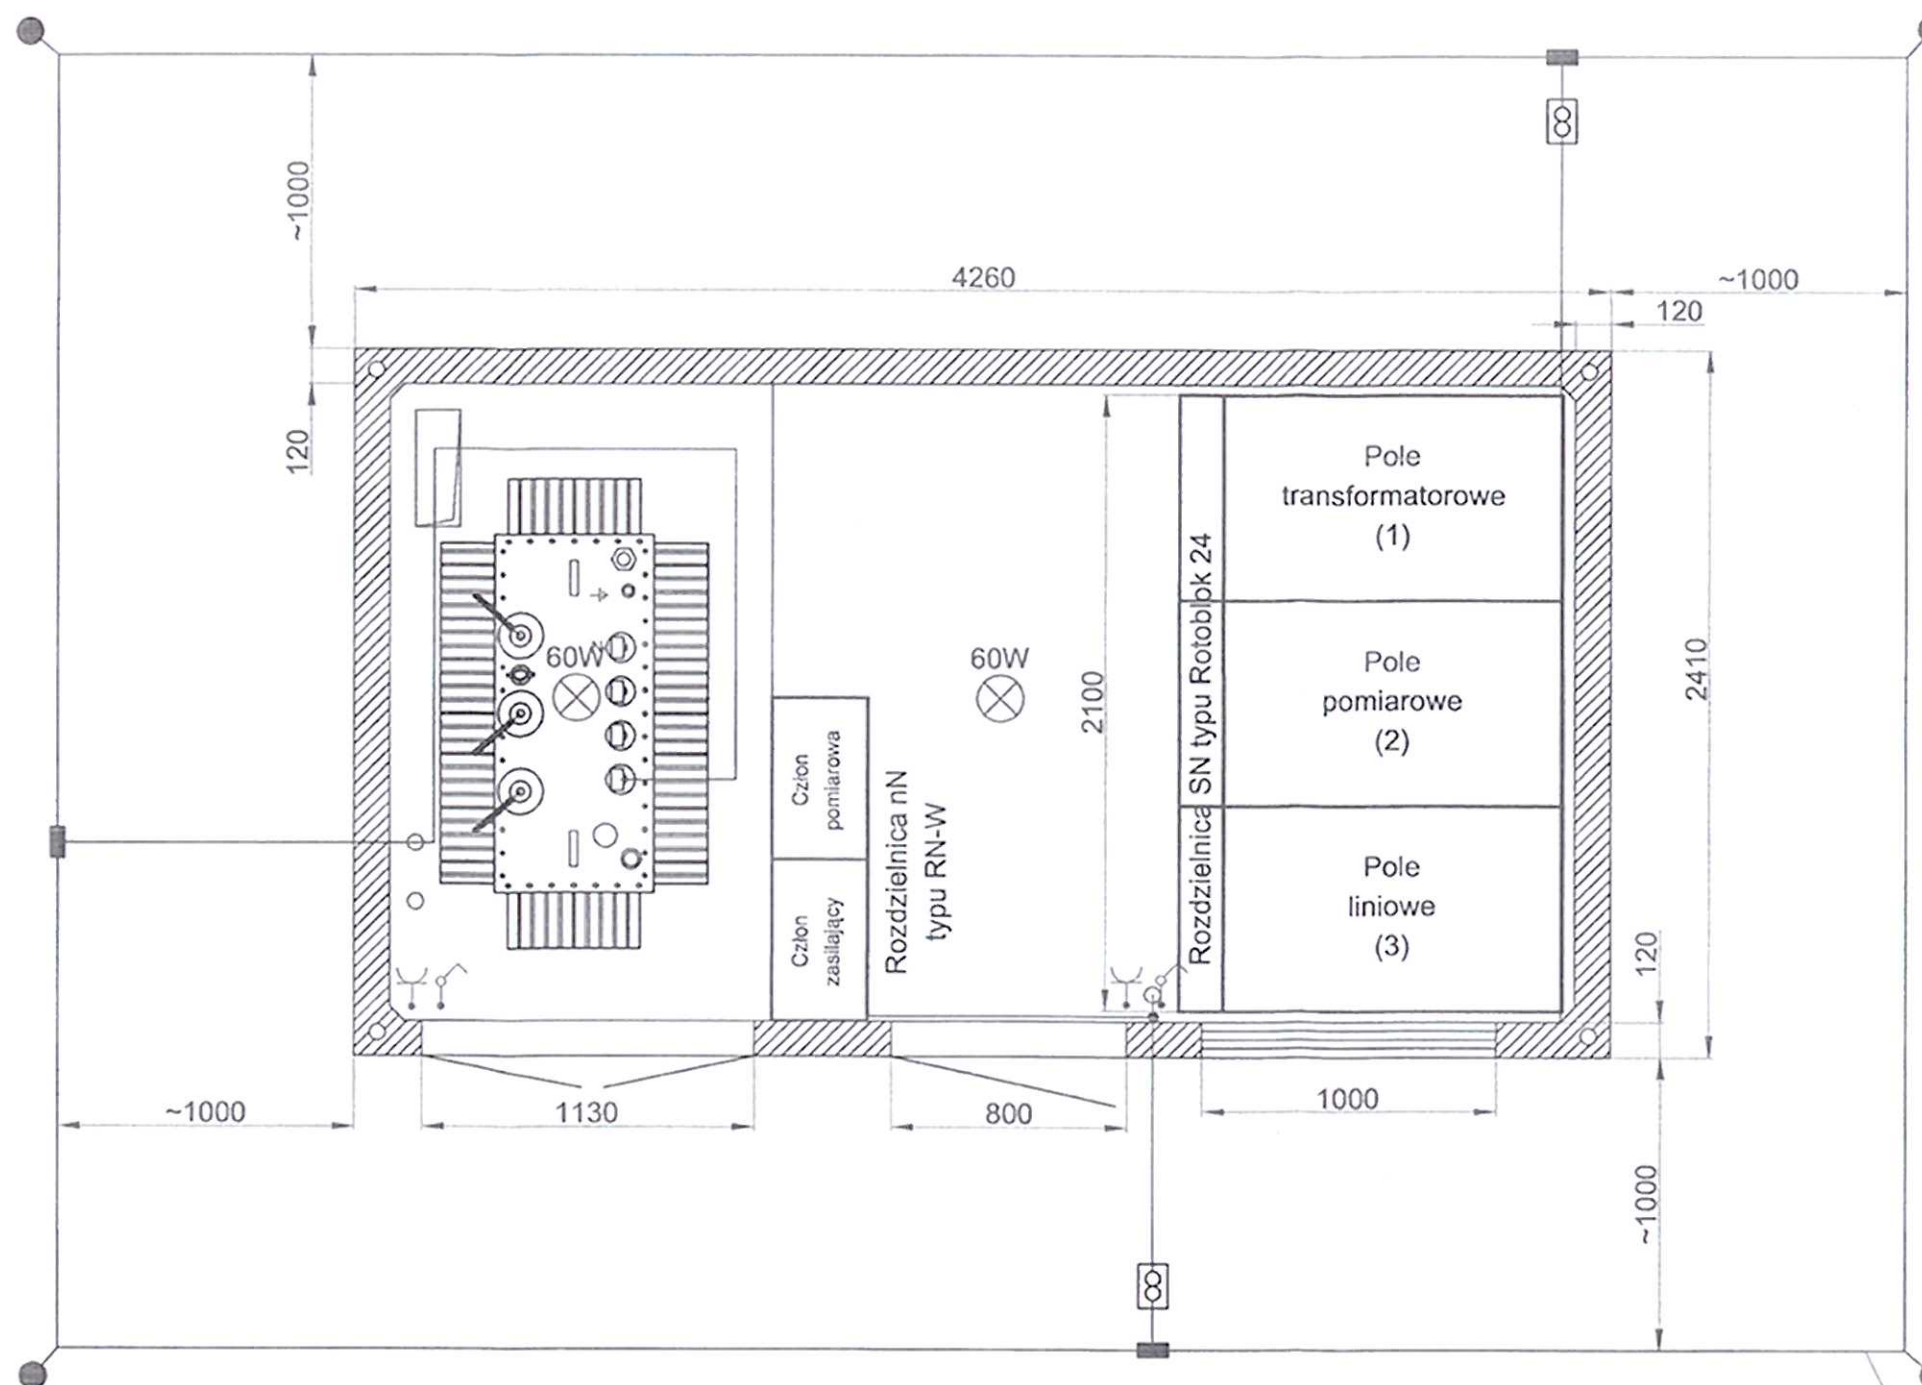 ~1000
4260
~1000
120
120
Pole
transformatorowe
(1)
Pole
pomiarowe
(2)
Pole
liniowe
(3)
Rozdzielnica SN typu Rotoblok 24
2100
2410
60W
60W
Człon
pomiarowa
Człon
zasilający
Rozdzielnica nN
typu RN-W
120
~1000
1130
800
1000
~1000